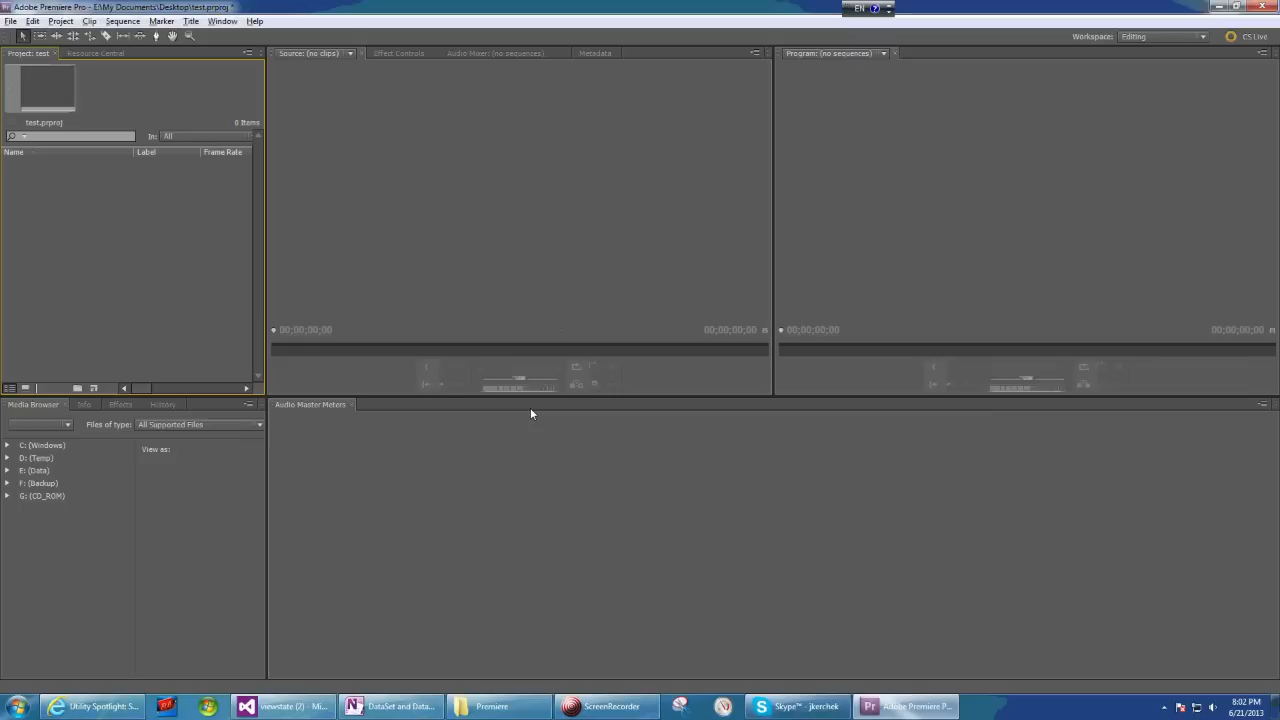 Adobe Premiere Pro - E:\My Documents\Desktop\test.prproj *
EN
File Edit Project Clip Sequence Marker Title Window Help
Workspace: Editing CS Live
Project: test Resource Central
Source: (no clips) Effect Controls Audio Mixer: (no sequences) Metadata
Program: (no sequences)
test.prproj 0 Items
In: All
Name Label Frame Rate
00;00;00;00 00;00;00;00
00;00;00;00 00;00;00;00
Media Browser Info Effects History
Audio Master Meters
Files of type: All Supported Files
C: (Windows)
View as:
D: (Temp)
E: (Data)
F: (Backup)
G: (CD_ROM)
Utility Spotlight: S...
viewstate (2) - Mi...
DataSet and Data...
Premiere
ScreenRecorder
Skype™ - jkerchek
Adobe Premiere P...
8:02 PM
6/21/2013